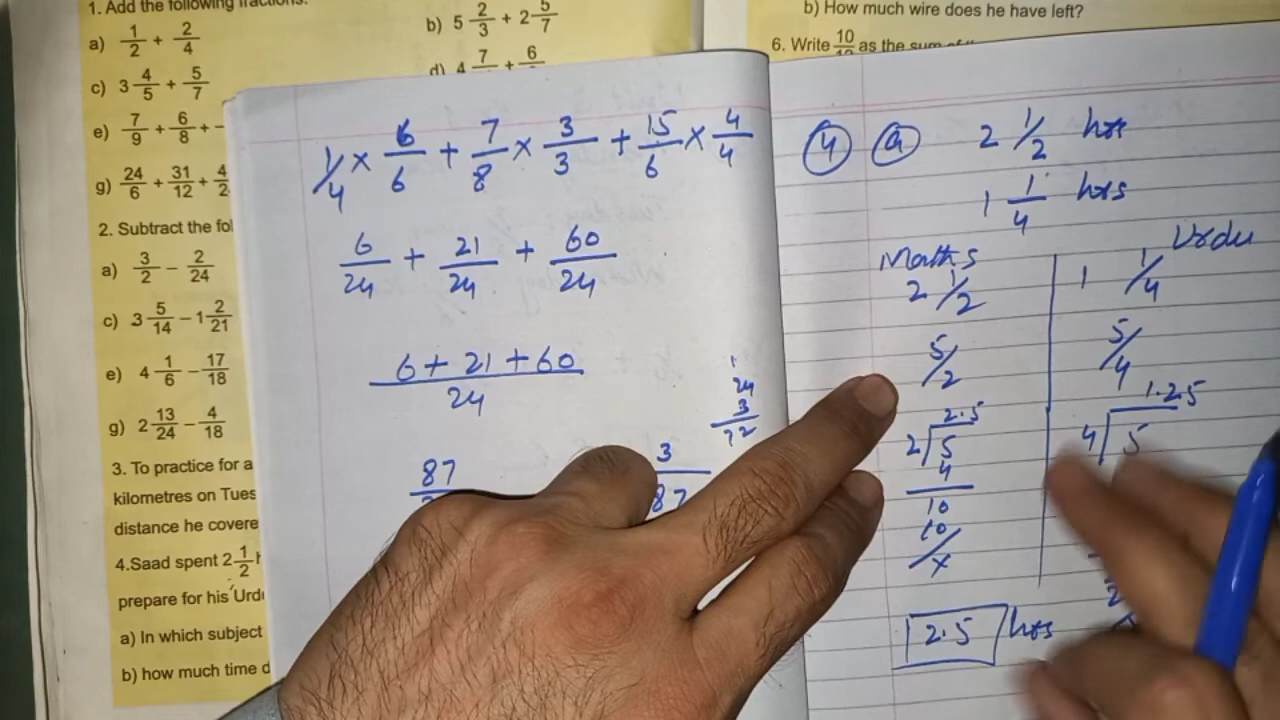 1. Add the following fractions.
a) 1/2 + 2/4
b) 5 2/3 + 2 5/7
c) 3 4/5 + 5/7
d) 4 7 + 6
e) 7/9 + 6/8 +
g) 24/6 + 31/12 + 4/2
2. Subtract the fol
a) 3/2 - 2/24
c) 3 5/14 - 1 2/21
e) 4 1/6 - 17/18
g) 2 13/24 - 4/18
3. To practice for a
kilometres on Tues
distance he covere
4.Saad spent 2 1/2 h
prepare for his Urdu
a) In which subject
b) how much time d
b) How much wire does he have left?
6. Write 10/10 as the sum of
1/4 × 6/6 + 7/8 × 3/3 + 15/6 × 4/4
6/24 + 21/24 + 60/24
6 + 21 + 60 / 24
87
24
3
72
3
87
4 a 2 1/2 hrs
1 1/4 hrs
Maths
2 1/2
5/2
2.5
2 5
4
10
10
×
2.5 hrs
Urdu
1 1/4
5/4
1.25
4 5